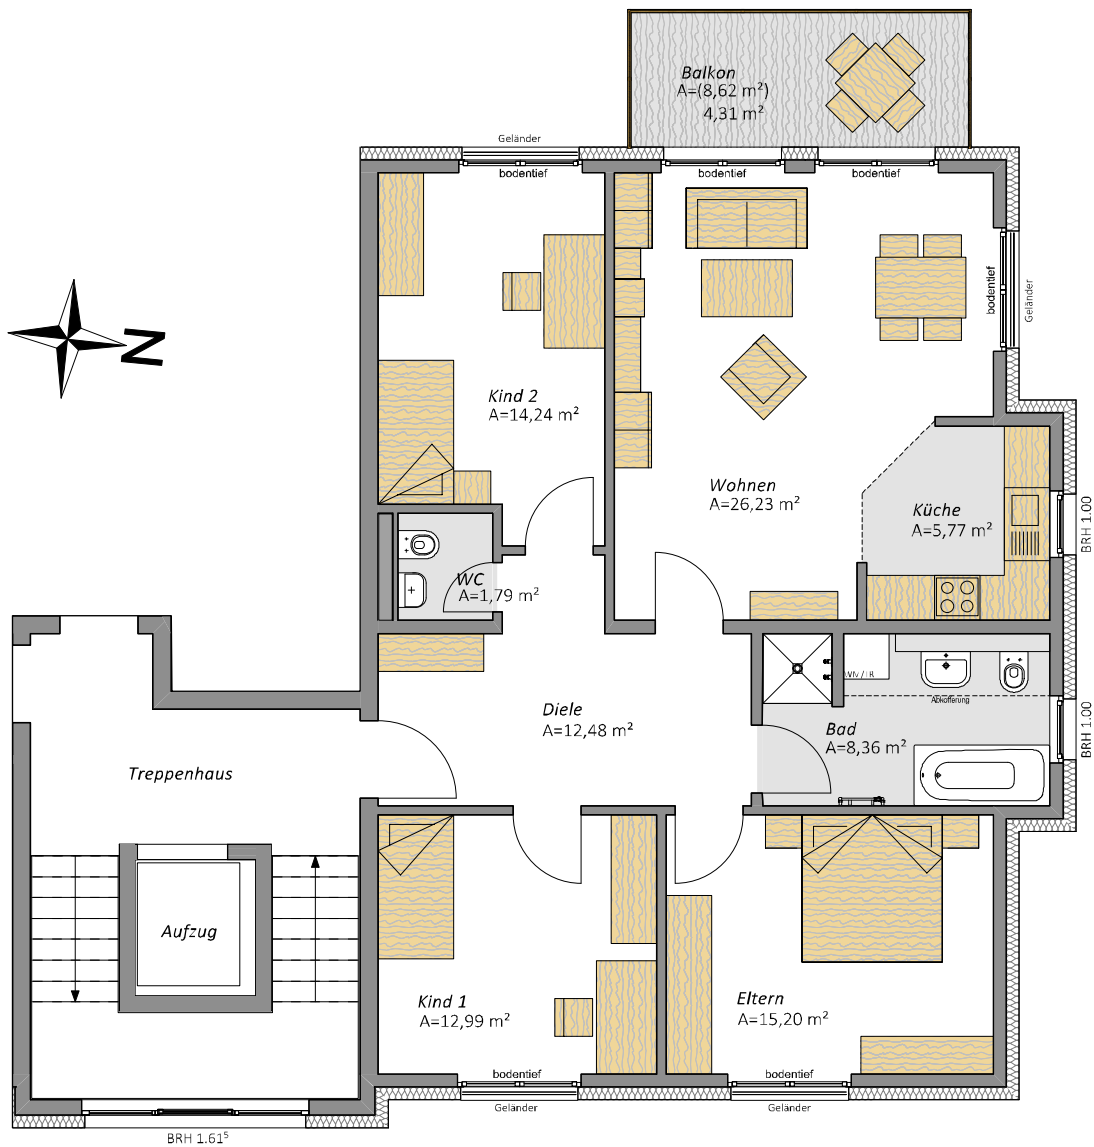 Balkon
A=(8,62 m²)
4,31 m²
Geländer
bodentief
bodentief
bodentief
bodentief
Geländer
N
Kind 2
A=14,24 m²
Wohnen
A=26,23 m²
Küche
A=5,77 m²
BRH 1.00
WC
A=1,79 m²
WM / TR
Abkofferung
Diele
A=12,48 m²
Bad
A=8,36 m²
BRH 1.00
Treppenhaus
Aufzug
Kind 1
A=12,99 m²
Eltern
A=15,20 m²
bodentief
bodentief
Geländer
Geländer
BRH 1.61⁵